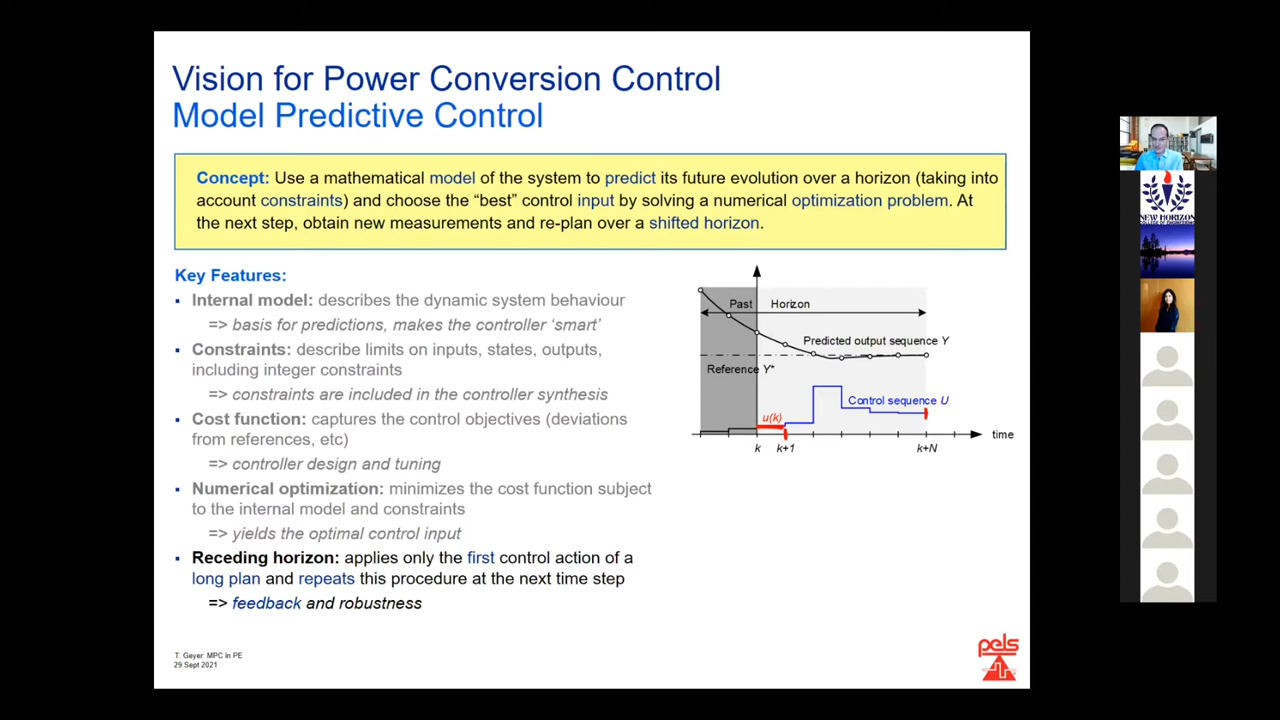 Vision for Power Conversion Control
Model Predictive Control
Concept: Use a mathematical model of the system to predict its future evolution over a horizon (taking into
account constraints) and choose the “best” control input by solving a numerical optimization problem. At
the next step, obtain new measurements and re-plan over a shifted horizon.
Key Features:
▪ Internal model: describes the dynamic system behaviour
=> basis for predictions, makes the controller ‘smart’
▪ Constraints: describe limits on inputs, states, outputs,
including integer constraints
=> constraints are included in the controller synthesis
▪ Cost function: captures the control objectives (deviations
from references, etc)
=> controller design and tuning
▪ Numerical optimization: minimizes the cost function subject
to the internal model and constraints
=> yields the optimal control input
▪ Receding horizon: applies only the first control action of a
long plan and repeats this procedure at the next time step
=> feedback and robustness
Past Horizon
Predicted output sequence Y
Reference Y*
Control sequence U
u(k)
time
k k+1 k+N
T. Geyer: MPC in PE
29 Sept 2021
pels
NEW HORIZON
COLLEGE OF ENGINEERING